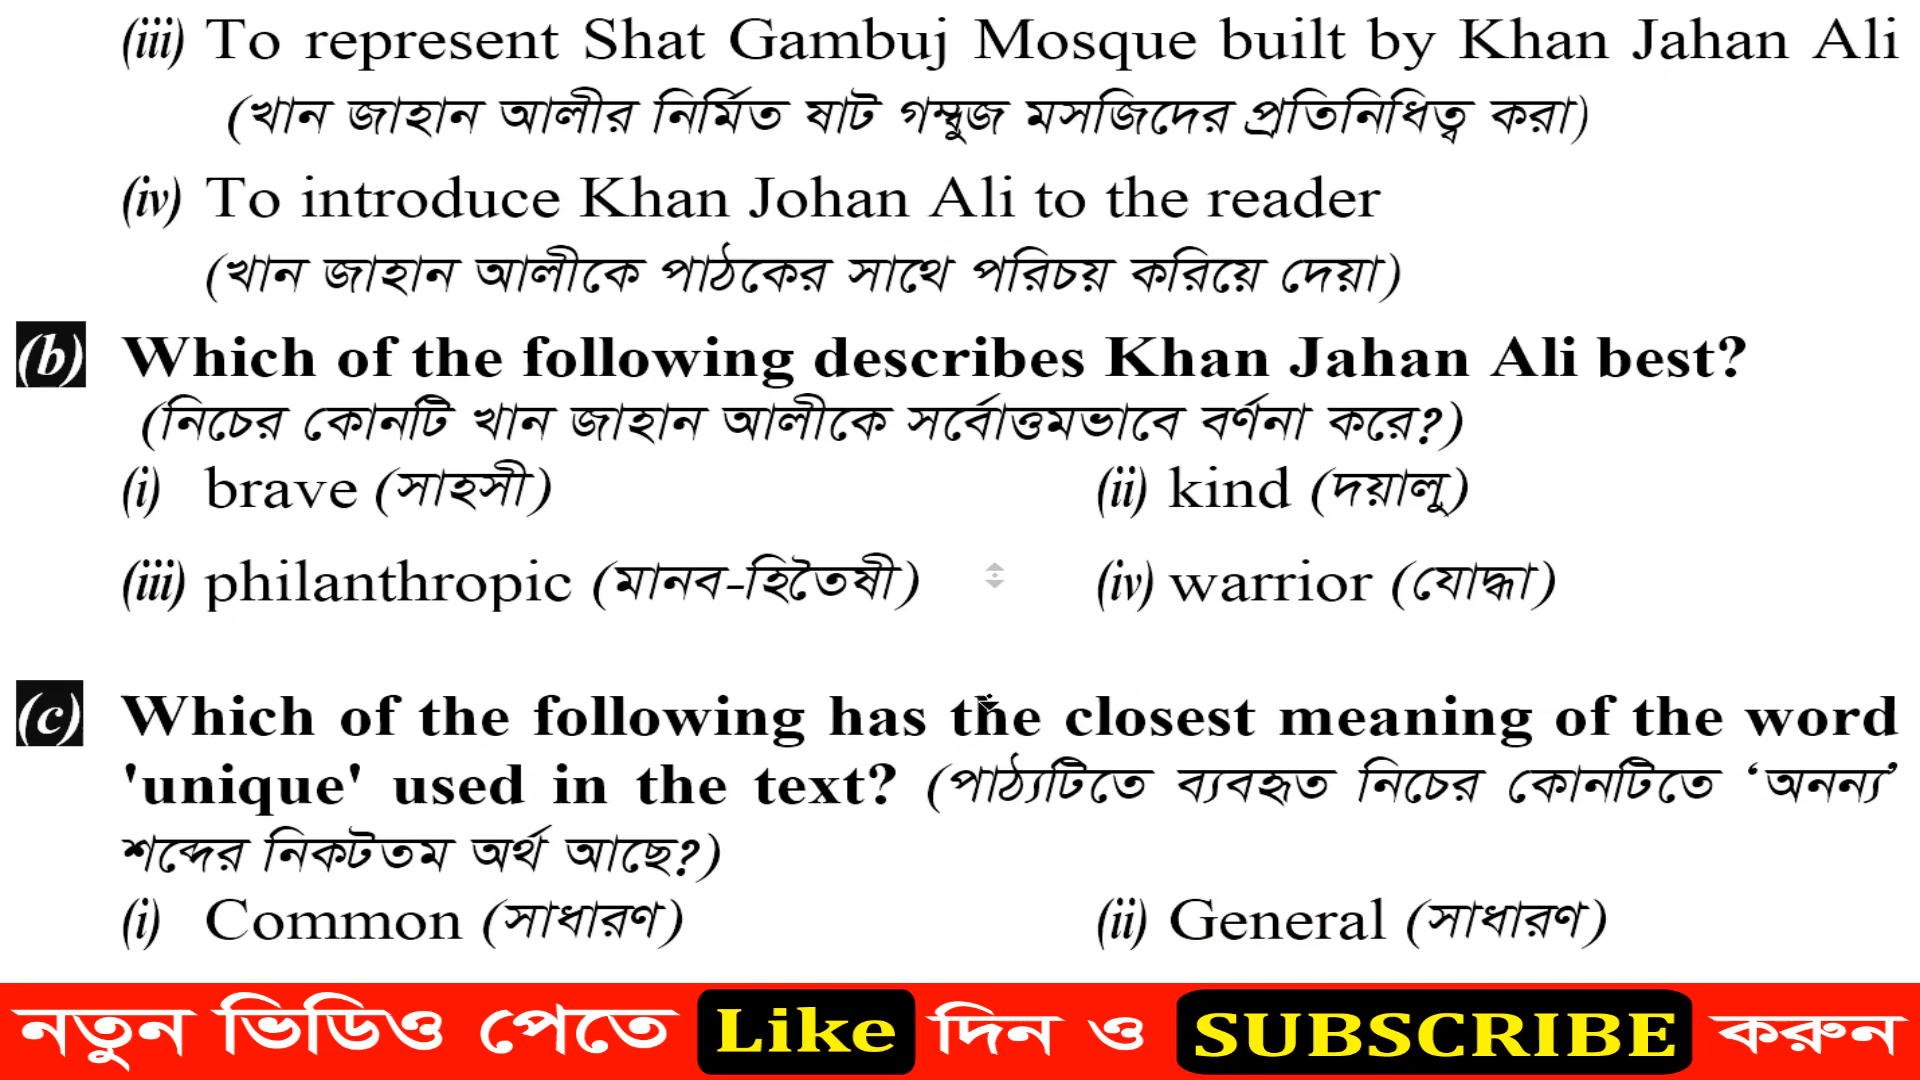 (iii) To represent Shat Gambuj Mosque built by Khan Jahan Ali
(খান জাহান আলীর নির্মিত ষাট গম্বুজ মসজিদের প্রতিনিধিত্ব করা)
(iv) To introduce Khan Johan Ali to the reader
(খান জাহান আলীকে পাঠকের সাথে পরিচয় করিয়ে দেয়া)
(b) Which of the following describes Khan Jahan Ali best?
(নিচের কোনটি খান জাহান আলীকে সর্বোত্তমভাবে বর্ণনা করে?)
(i) brave (সাহসী) (ii) kind (দয়ালু)
(iii) philanthropic (মানব-হিতৈষী) (iv) warrior (যোদ্ধা)
(c) Which of the following has the closest meaning of the word
'unique' used in the text? (পাঠ্যটিতে ব্যবহৃত নিচের কোনটিতে ‘অনন্য’
শব্দের নিকটতম অর্থ আছে?)
(i) Common (সাধারণ) (ii) General (সাধারণ)
নতুন ভিডিও পেতে Like দিন ও SUBSCRIBE করুন